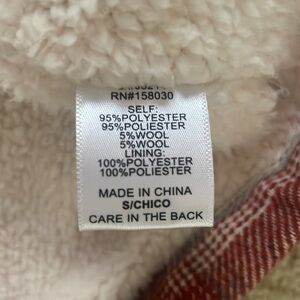 RN#158030
SELF:
95%POLYESTER
95%POLIESTER
5%WOOL
5%WOOL
LINING:
100%POLYESTER
100%POLIESTER
MADE IN CHINA
S/CHICO
CARE IN THE BACK